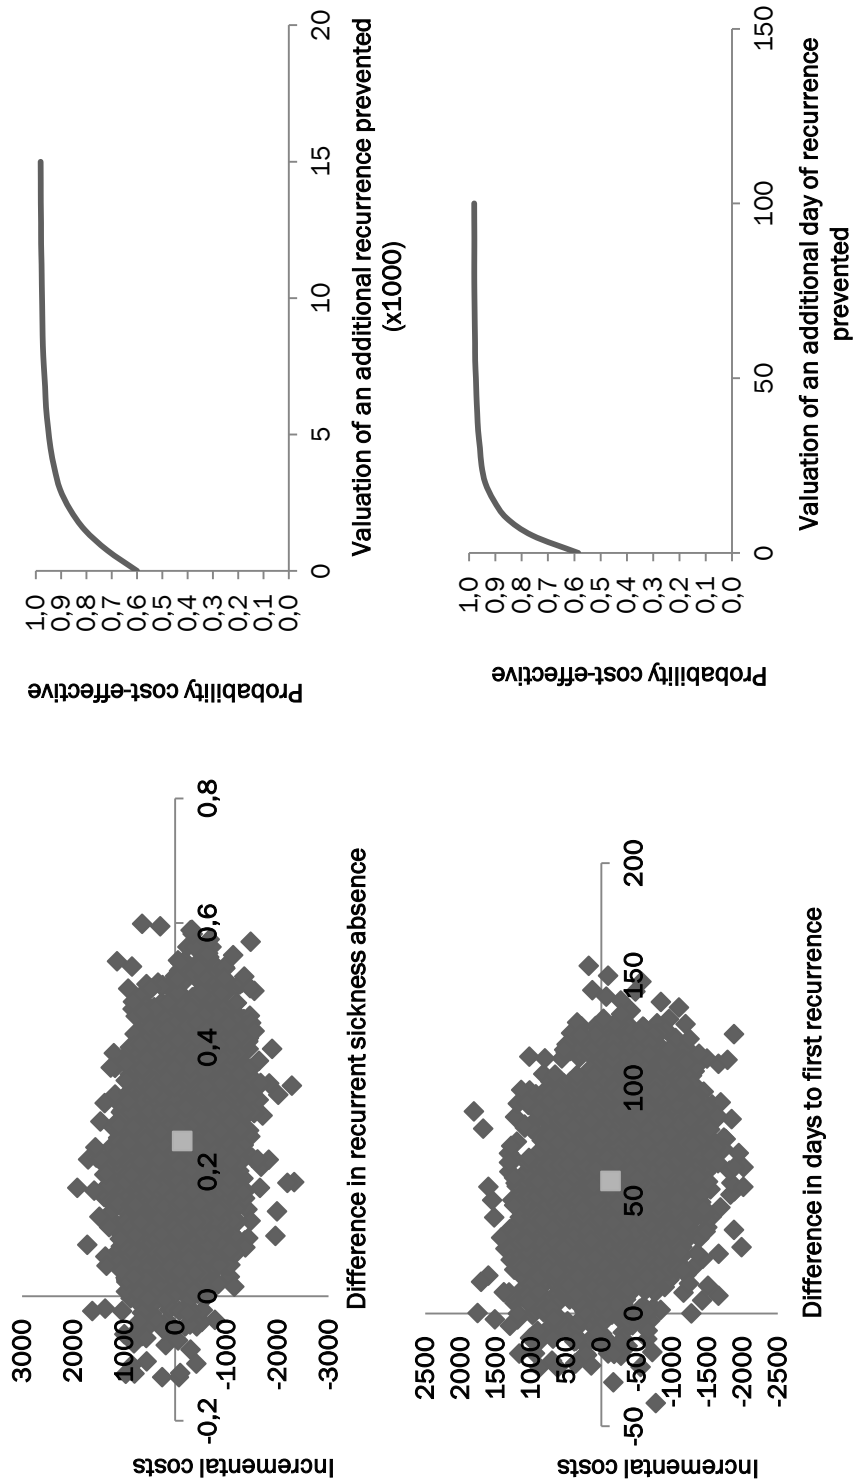 Incremental costs
3000
2000
1000
0
-1000
-2000
-3000
-0,2 0 0,2 0,4 0,6 0,8
Difference in recurrent sickness absence
Probability cost-effective
1,0
0,9
0,8
0,7
0,6
0,5
0,4
0,3
0,2
0,1
0,0
0 5 10 15 20
Valuation of an additional recurrence prevented
(x1000)
Incremental costs
2500
2000
1500
1000
500
0
-500
-1000
-1500
-2000
-2500
-50 0 50 100 150 200
Difference in days to first recurrence
Probability cost-effective
1,0
0,9
0,8
0,7
0,6
0,5
0,4
0,3
0,2
0,1
0,0
0 50 100 150
Valuation of an additional day of recurrence
prevented